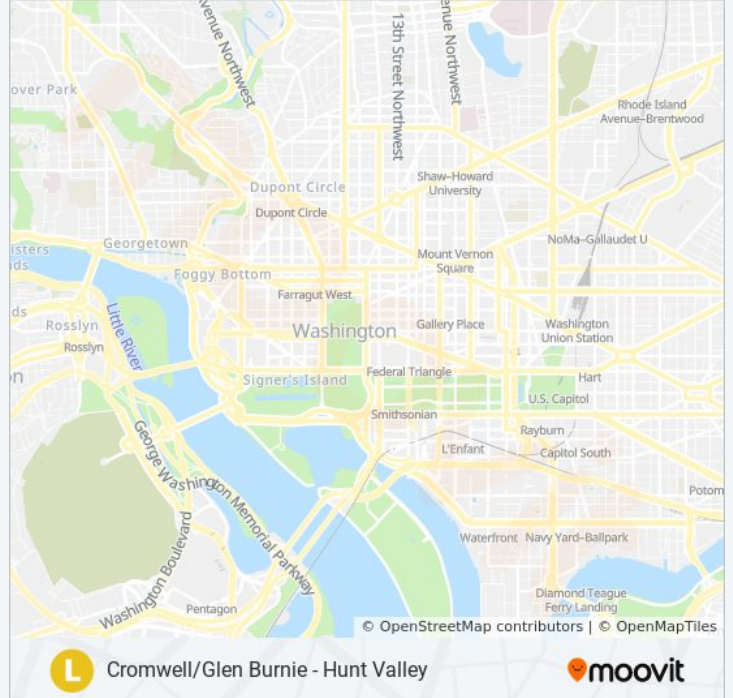 venue Northwest
enue Northwest
13th Street Northwest
over Park
Rhode Island
Avenue–Brentwood
Shaw–Howard
University
Dupont Circle
Dupont Circle
Georgetown
NoMa–Gallaudet U
isters
nds
Mount Vernon
Square
Foggy Bottom
Farragut West
Little River
ds
Rosslyn
Rosslyn
Washington
Gallery Place
Washington
Union Station
on
Signer's Island
Federal Triangle
Hart
U.S. Capitol
Smithsonian
Rayburn
L'Enfant
Capitol South
George Washington Memorial Parkway
Potom
Waterfront
Navy Yard–Ballpark
Washington Boulevard
Pentagon
Diamond Teague
Ferry Landing
© OpenStreetMap contributors | © OpenMapTiles
L Cromwell/Glen Burnie - Hunt Valley
moovit